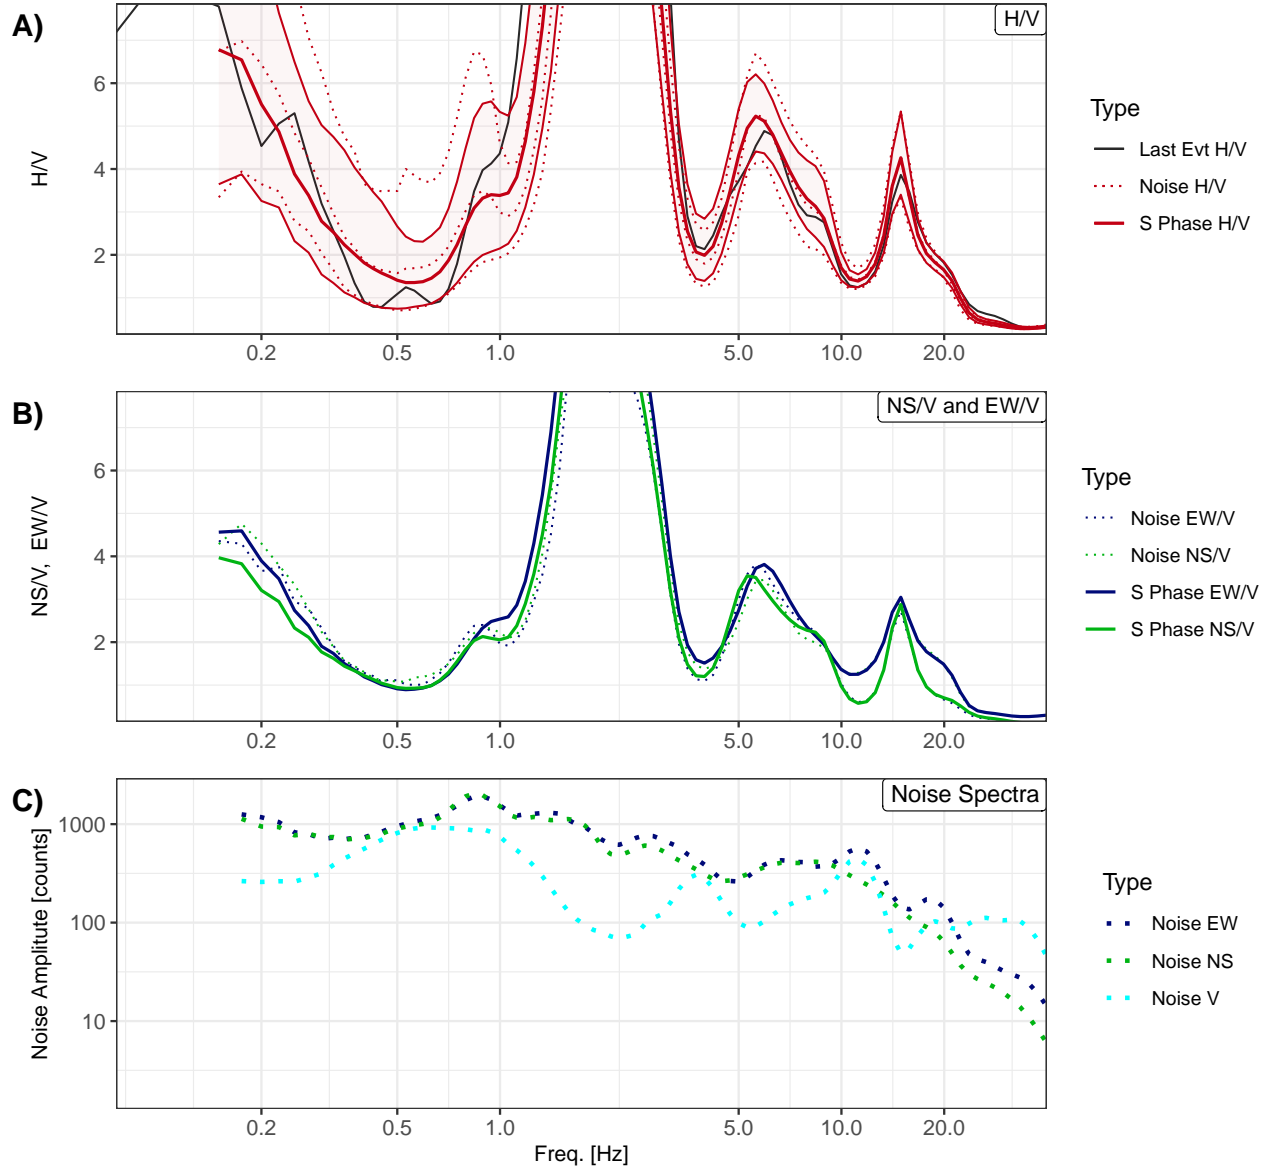 A)
H/V
H/V
6
4
2
0.2 0.5 1.0 5.0 10.0 20.0
Type
Last Evt H/V
Noise H/V
S Phase H/V
B)
NS/V and EW/V
NS/V, EW/V
6
4
2
0.2 0.5 1.0 5.0 10.0 20.0
Type
Noise EW/V
Noise NS/V
S Phase EW/V
S Phase NS/V
C)
Noise Spectra
Noise Amplitute [counts]
1000
100
10
0.2 0.5 1.0 5.0 10.0 20.0
Freq. [Hz]
Type
Noise EW
Noise NS
Noise V